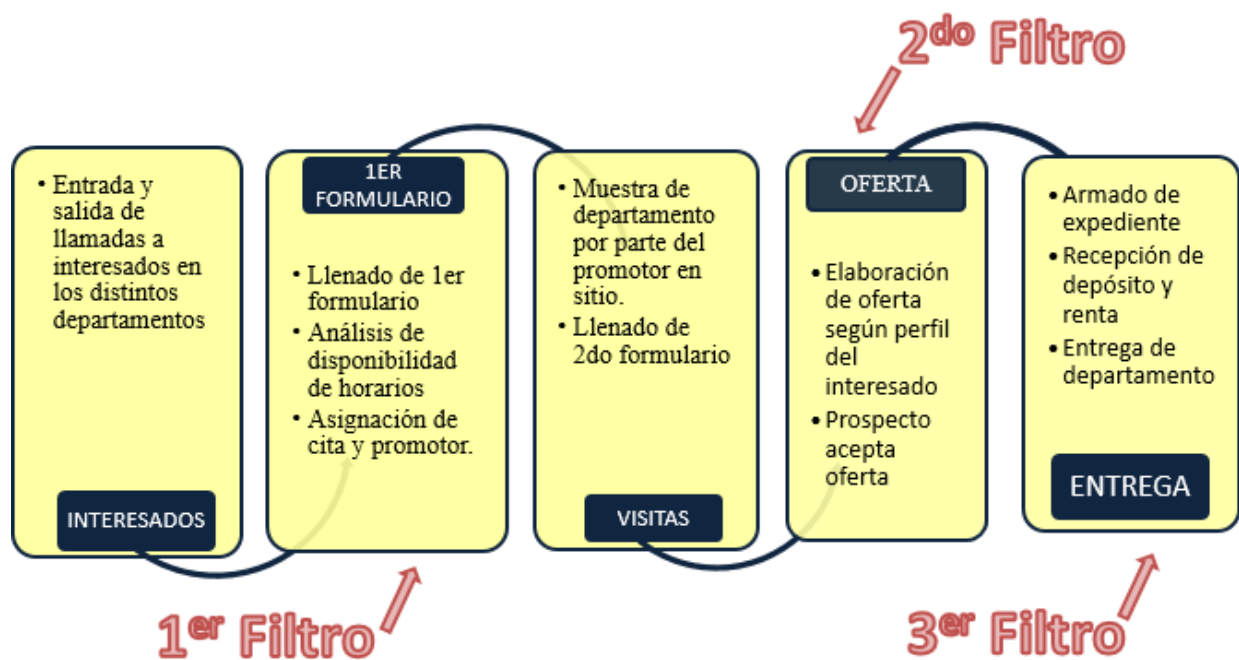 2do Filtro
• Entrada y
salida de
llamadas a
interesados en
los distintos
departamentos
INTERESADOS
1ER
FORMULARIO
• Llenado de 1er
formulario
• Análisis de
disponibilidad
de horarios
• Asignación de
cita y promotor.
• Muestra de
departamento
por parte del
promotor en
sitio.
• Llenado de
2do formulario
VISITAS
OFERTA
• Elaboración
de oferta
según perfil
del
interesado
• Prospecto
acepta
oferta
• Armado de
expediente
• Recepción de
depósito y
renta
• Entrega de
departamento
ENTREGA
1er Filtro
3er Filtro